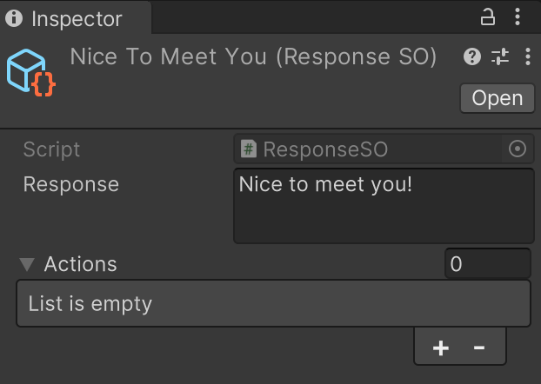 Inspector
Nice To Meet You (Response SO)
Open
Script # ResponseSO
Response Nice to meet you!
Actions 0
List is empty
+ -